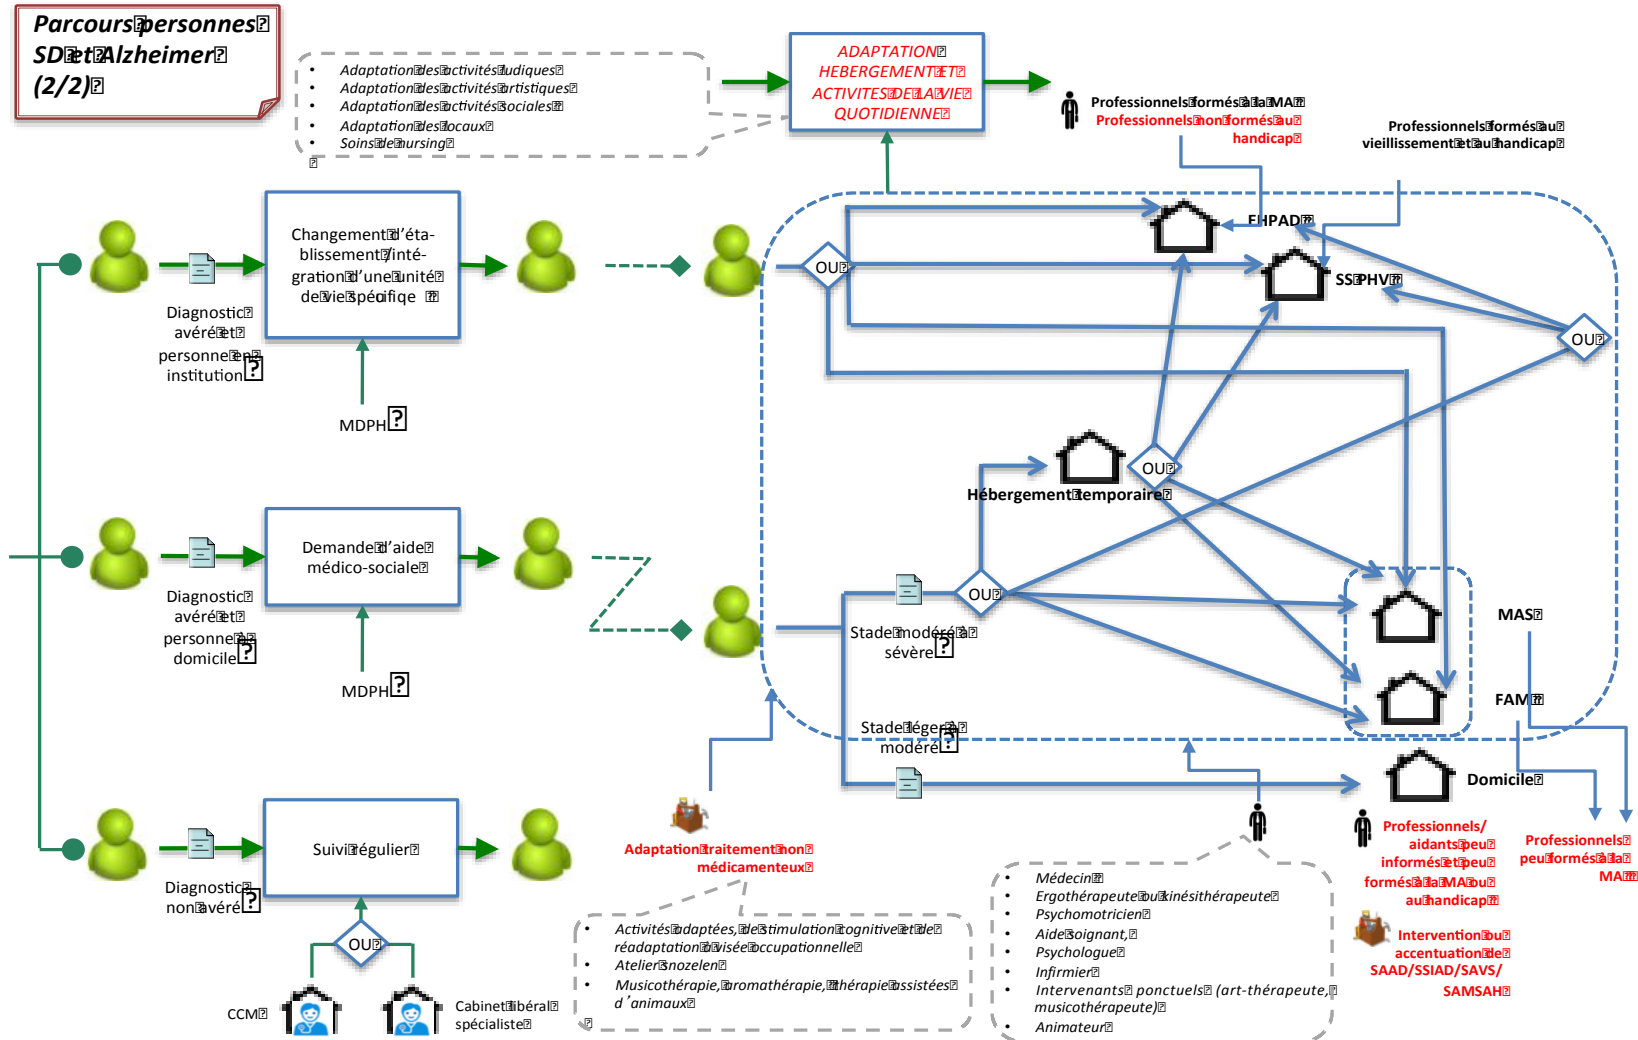 Parcours personnes
SD et Alzheimer
(2/2)
• Adaptation des activités ludiques
• Adaptation des activités artistiques
• Adaptation des activités sociales
• Adaptation des locaux
• Soins de nursing
ADAPTATION
HEBERGEMENT ET
ACTIVITES DE LA VIE
QUOTIDIENNE
Professionnels formés à la MA
Professionnels non formés au
handicap
Professionnels formés au
vieillissement et au handicap
Changement d'éta-
blissement /inté-
gration d'une unité
de vie spécifiqe
Diagnostic
avéré et
personne en
institution
MDPH
OU
EHPAD
SS PHV
OU
Hébergement temporaire
OU
Demande d'aide
médico-sociale
Diagnostic
avéré et
personne à
domicile
MDPH
OU
Stade modéré à
sévère
MAS
FAM
Stade léger à
modéré
Domicile
Suivi régulier
Diagnostic
non avéré
OU
CCM
Cabinet libéral
spécialiste
Adaptation traitement non
médicamenteux
• Activités adaptées, de stimulation cognitive et de
réadaptation à visée occupationnelle
• Atelier snozelen
• Musicothérapie, aromathérapie, thérapie assistées
d'animaux
• Médecin
• Ergothérapeute ou kinésithérapeute
• Psychomotricien
• Aide soignant,
• Psychologue
• Infirmier
• Intervenants ponctuels (art-thérapeute,
musicothérapeute)
• Animateur
Professionnels/
aidants peu
informés et peu
formés à la MA ou
au handicap
Intervention ou
accentuation de
SAAD/SSIAD/SAVS/
SAMSAH
Professionnels
peu formés à la
MA